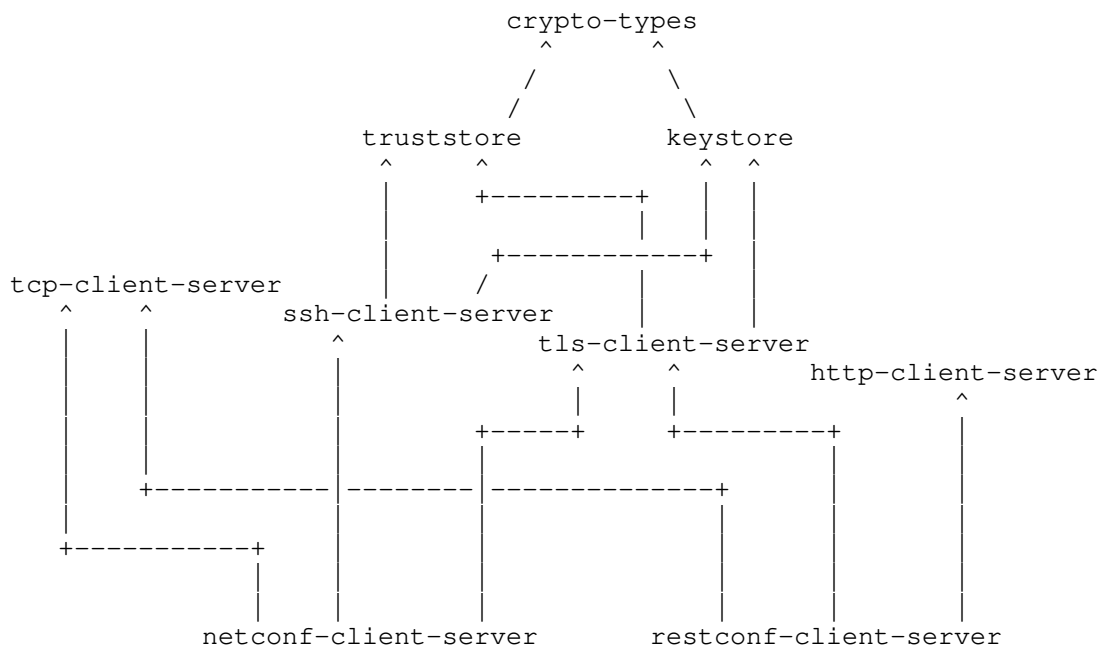 crypto-types
truststore keystore
tcp-client-server
ssh-client-server
tls-client-server
http-client-server
netconf-client-server restconf-client-server